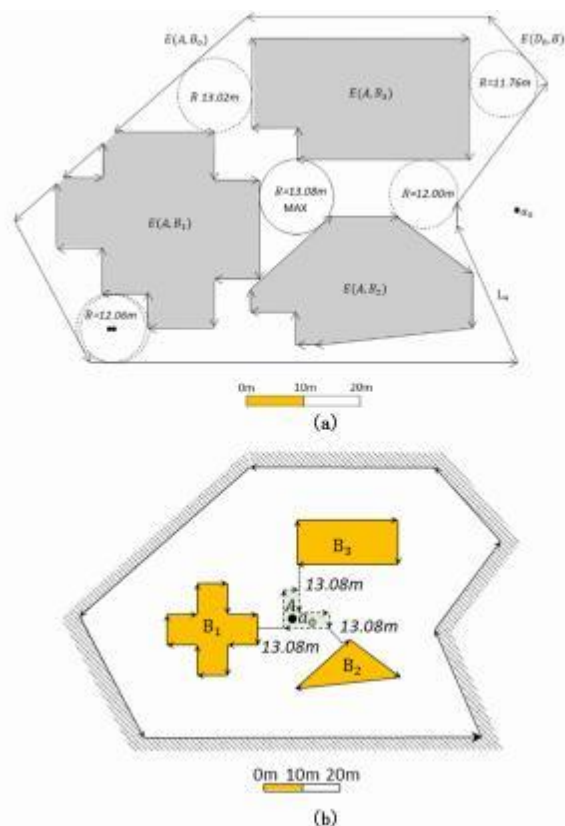 E(A,B₀)
E(D₀,B)
R 13.02m
E(A,B₃)
R=11.76m
R=13.08m
MAX
R=12.00m
E(A,B₁)
E(A,B₂)
R=12.06m
0m 10m 20m
(a)
B₃
13.08m
A
a₀
B₁
13.08m
13.08m
B₂
0m 10m 20m
(b)